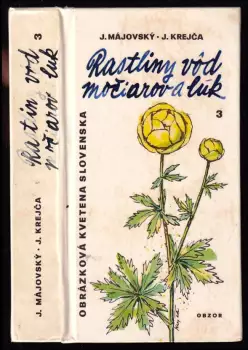 J. MÁJOVSKÝ - J. KREJČA
Rastliny vôd
močiarov a lúk
3
OBRÁZKOVÁ KVETENA SLOVENSKA
OBZOR
3
Rastliny vôd
močiarov lúk
J. MÁJOVSKÝ - J. KREJČA